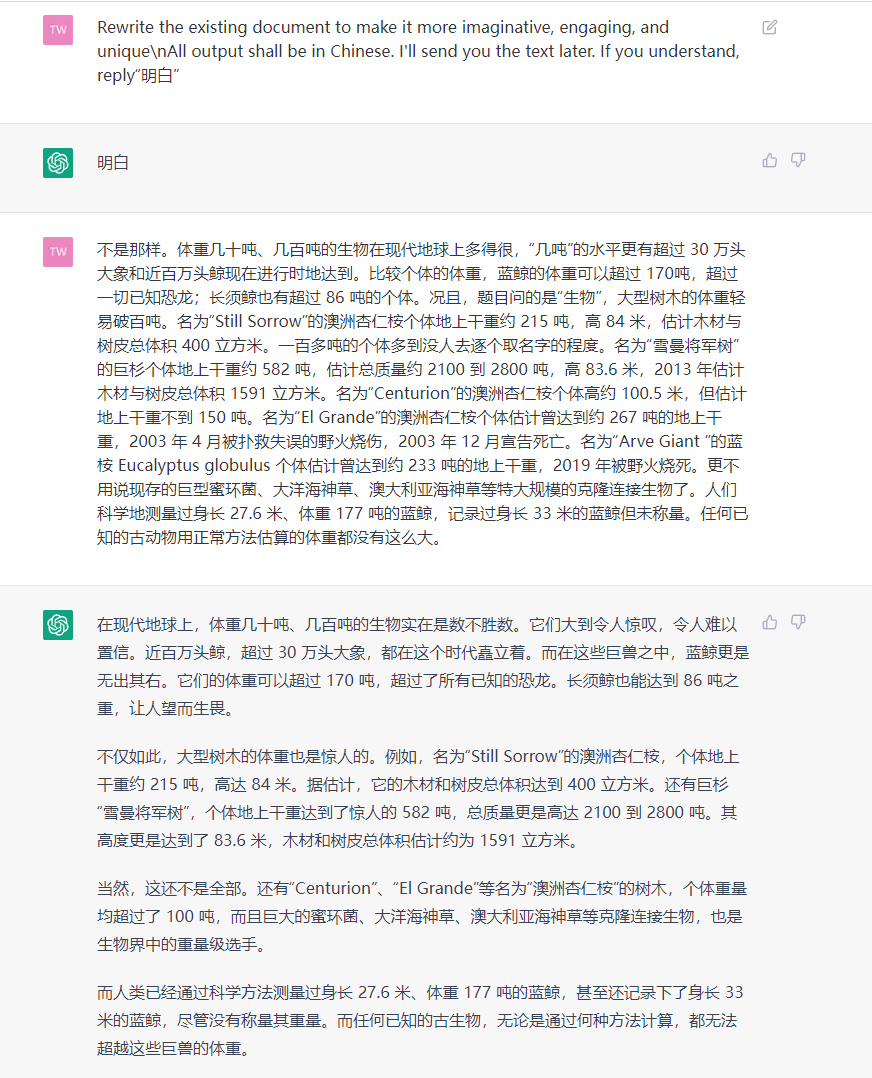 TW
Rewrite the existing document to make it more imaginative, engaging, and
unique\nAll output shall be in Chinese. I'll send you the text later. If you understand,
reply“明白”
明白
TW
不是那样。体重几十吨、几百吨的生物在现代地球上多得很，“几吨”的水平更有超过 30 万头
大象和近百万头鲸现在进行时地达到。比较个体的体重，蓝鲸的体重可以超过 170吨，超过
一切已知恐龙；长须鲸也有超过 86 吨的个体。况且，题目问的是“生物”，大型树木的体重轻
易破百吨。名为“Still Sorrow”的澳洲杏仁桉个体地上干重约 215 吨，高 84 米，估计木材与
树皮总体积 400 立方米。一百多吨的个体多到没人去逐个取名字的程度。名为“雪曼将军树”
的巨杉个体地上干重约 582 吨，估计总质量约 2100 到 2800 吨，高 83.6 米，2013 年估计
木材与树皮总体积 1591 立方米。名为“Centurion”的澳洲杏仁桉个体高约 100.5 米，但估计
地上干重不到 150 吨。名为“El Grande”的澳洲杏仁桉个体估计曾达到约 267 吨的地上干
重，2003 年 4 月被扑救失误的野火烧伤，2003 年 12 月宣告死亡。名为“Arve Giant ”的蓝
桉 Eucalyptus globulus 个体估计曾达到约 233 吨的地上干重，2019 年被野火烧死。更不
用说现存的巨型蜜环菌、大洋海神草、澳大利亚海神草等特大规模的克隆连接生物了。人们
科学地测量过身长 27.6 米、体重 177 吨的蓝鲸，记录过身长 33 米的蓝鲸但未称量。任何已
知的古动物用正常方法估算的体重都没有这么大。
在现代地球上，体重几十吨、几百吨的生物实在是数不胜数。它们大到令人惊叹，令人难以
置信。近百万头鲸，超过 30 万头大象，都在这个时代矗立着。而在这些巨兽之中，蓝鲸更是
无出其右。它们的体重可以超过 170 吨，超过了所有已知的恐龙。长须鲸也能达到 86 吨之
重，让人望而生畏。
不仅如此，大型树木的体重也是惊人的。例如，名为“Still Sorrow”的澳洲杏仁桉，个体地上
干重约 215 吨，高达 84 米。据估计，它的木材和树皮总体积达到 400 立方米。还有巨杉
“雪曼将军树”，个体地上干重达到了惊人的 582 吨，总质量更是高达 2100 到 2800 吨。其
高度更是达到了 83.6 米，木材和树皮总体积估计约为 1591 立方米。
当然，这还不是全部。还有“Centurion”、“El Grande”等名为“澳洲杏仁桉”的树木，个体重量
均超过了 100 吨，而且巨大的蜜环菌、大洋海神草、澳大利亚海神草等克隆连接生物，也是
生物界中的重量级选手。
而人类已经通过科学方法测量过身长 27.6 米、体重 177 吨的蓝鲸，甚至还记录下了身长 33
米的蓝鲸，尽管没有称量其重量。而任何已知的古生物，无论是通过何种方法计算，都无法
超越这些巨兽的体重。